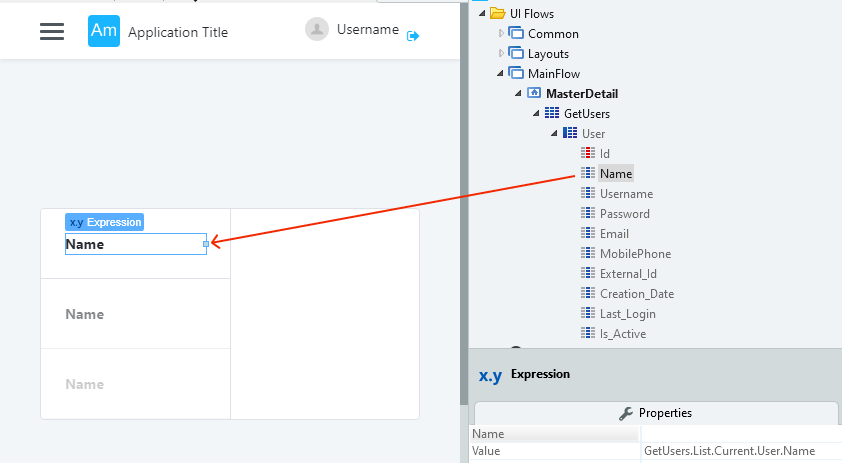 Am Application Title Username
x.y Expression
Name
Name
Name
UI Flows
Common
Layouts
MainFlow
MasterDetail
GetUsers
User
Id
Name
Username
Password
Email
MobilePhone
External_Id
Creation_Date
Last_Login
Is_Active
x.y Expression
Properties
Name
Value GetUsers.List.Current.User.Name